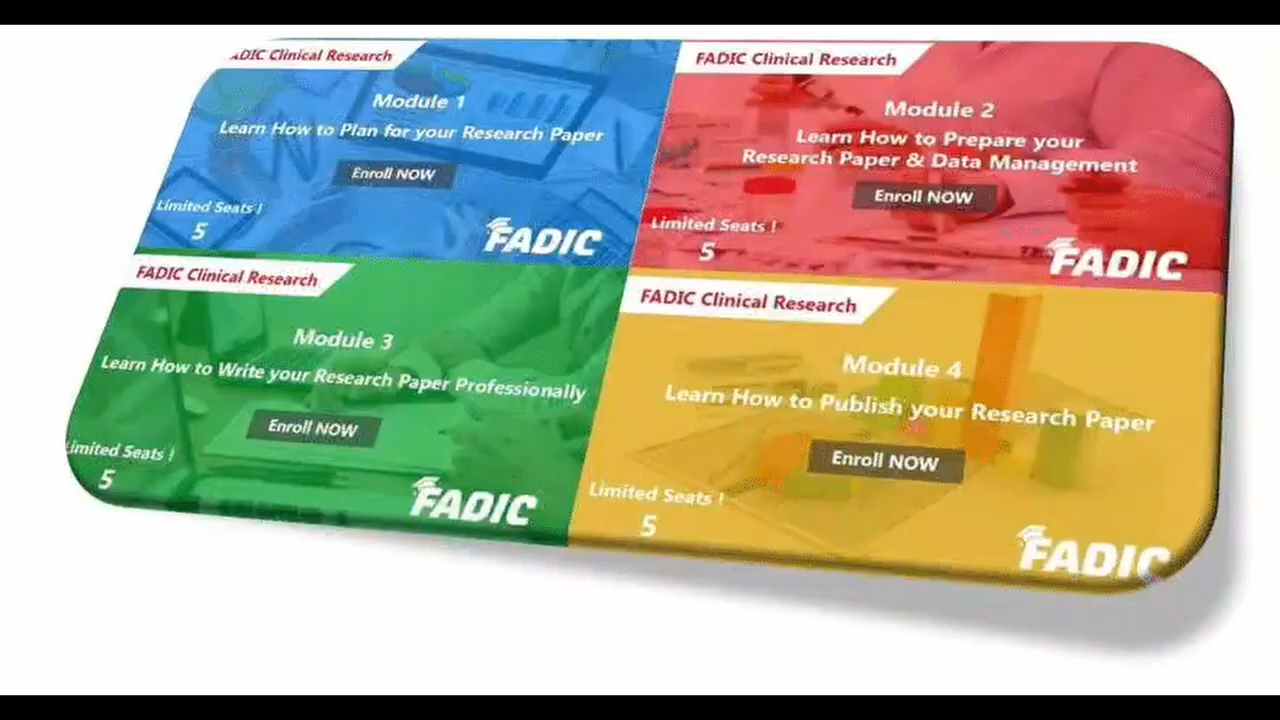 ADIC Clinical Research
Module 1
Learn How to Plan for your Research Paper
Enroll NOW
Limited Seats !
5
FADIC
FADIC Clinical Research
Module 2
Learn How to Prepare your
Research Paper & Data Management
Enroll NOW
Limited Seats !
5
FADIC
FADIC Clinical Research
Module 3
Learn How to Write your Research Paper Professionally
Enroll NOW
Limited Seats !
5
FADIC
FADIC Clinical Research
Module 4
Learn How to Publish your Research Paper
Enroll NOW
Limited Seats !
5
FADIC